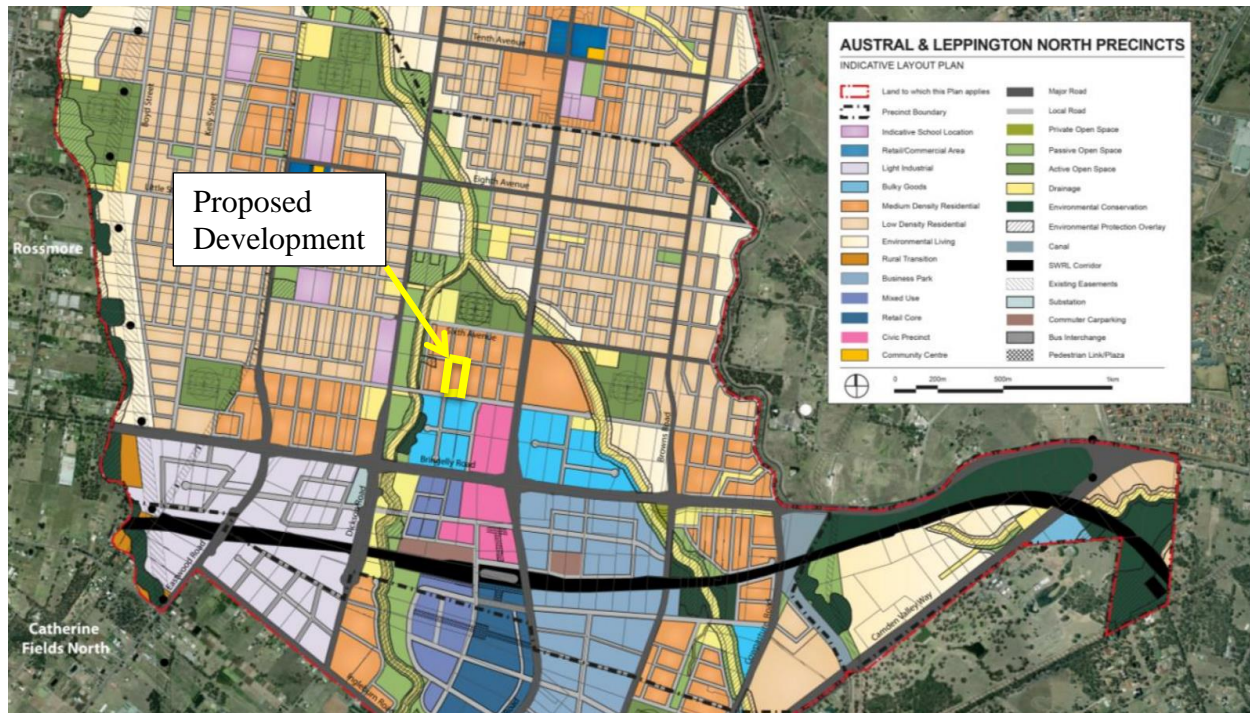 Tenth Avenue
Boyd Street
Kelly Street
Eighth Avenue
Proposed
Development
Rossmore
Sixth Avenue
Browns Road
Bringelly Road
Dickson Road
Eastwood Road
Camden Valley Way
Catherine
Fields North
Ingleburn Road
AUSTRAL & LEPPINGTON NORTH PRECINCTS
INDICATIVE LAYOUT PLAN
Land to which this Plan applies
Precinct Boundary
Indicative School Location
Retail/Commercial Area
Light Industrial
Bulky Goods
Medium Density Residential
Low Density Residential
Environmental Living
Rural Transition
Business Park
Mixed Use
Retail Core
Civic Precinct
Community Centre
Major Road
Local Road
Private Open Space
Passive Open Space
Active Open Space
Drainage
Environmental Conservation
Environmental Protection Overlay
Canal
SWRL Corridor
Existing Easements
Substation
Commuter Carparking
Bus Interchange
Pedestrian Link/Plaza
0 200m 500m 1km